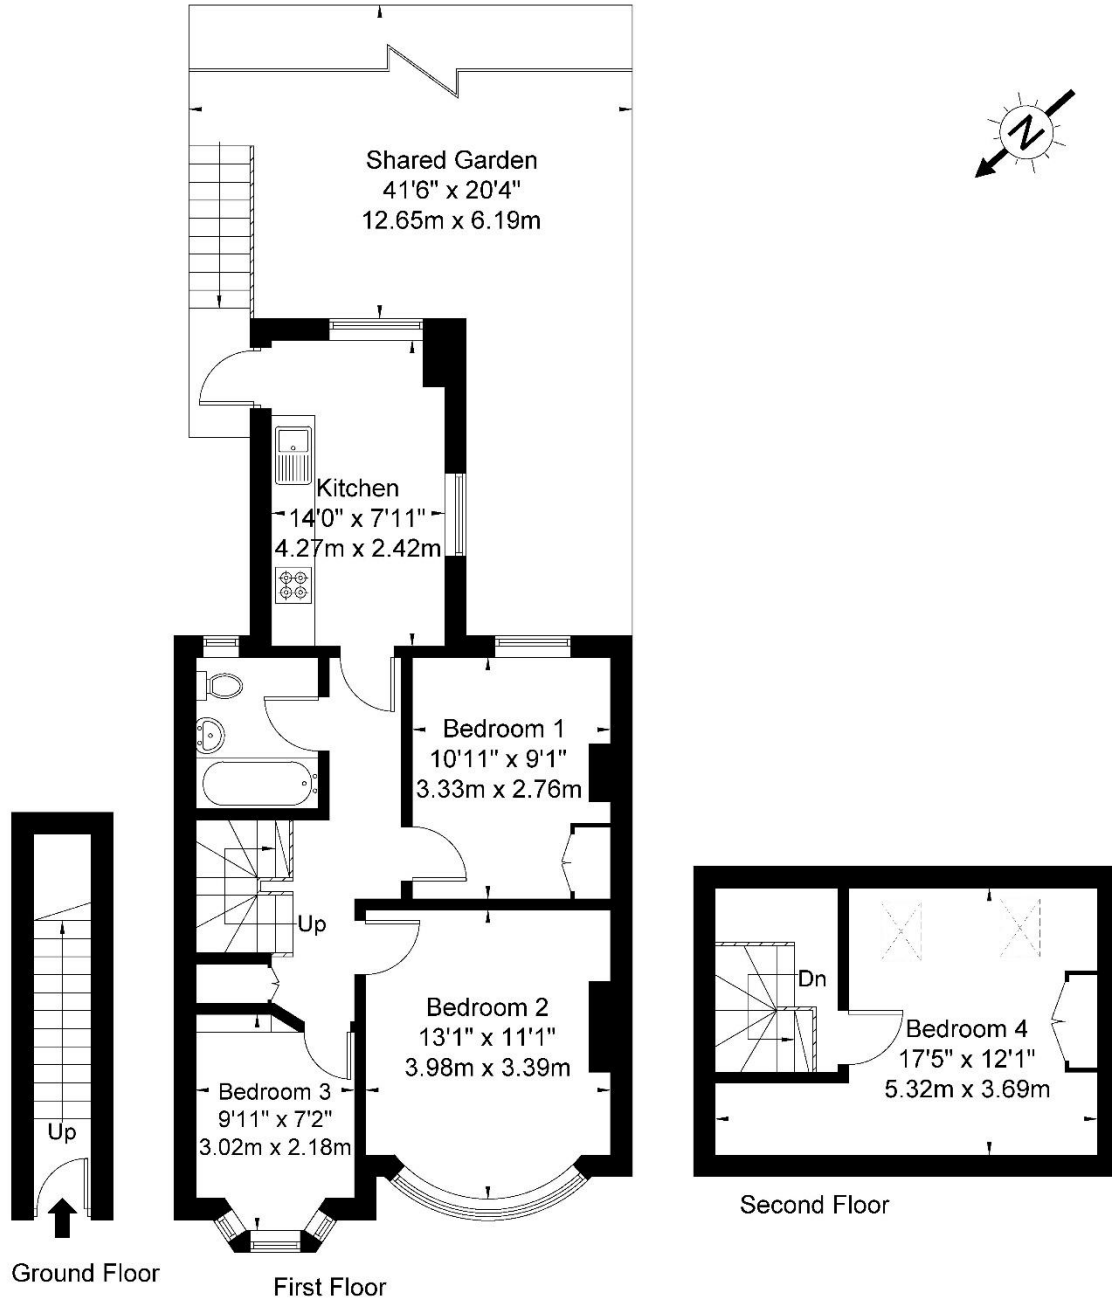 Shared Garden
41'6" x 20'4"
12.65m x 6.19m
N
Kitchen
14'0" x 7'11"
4.27m x 2.42m
Bedroom 1
10'11" x 9'1"
3.33m x 2.76m
Up
Bedroom 2
13'1" x 11'1"
3.98m x 3.39m
Bedroom 3
9'11" x 7'2"
3.02m x 2.18m
Up
Dn
Bedroom 4
17'5" x 12'1"
5.32m x 3.69m
Ground Floor
First Floor
Second Floor